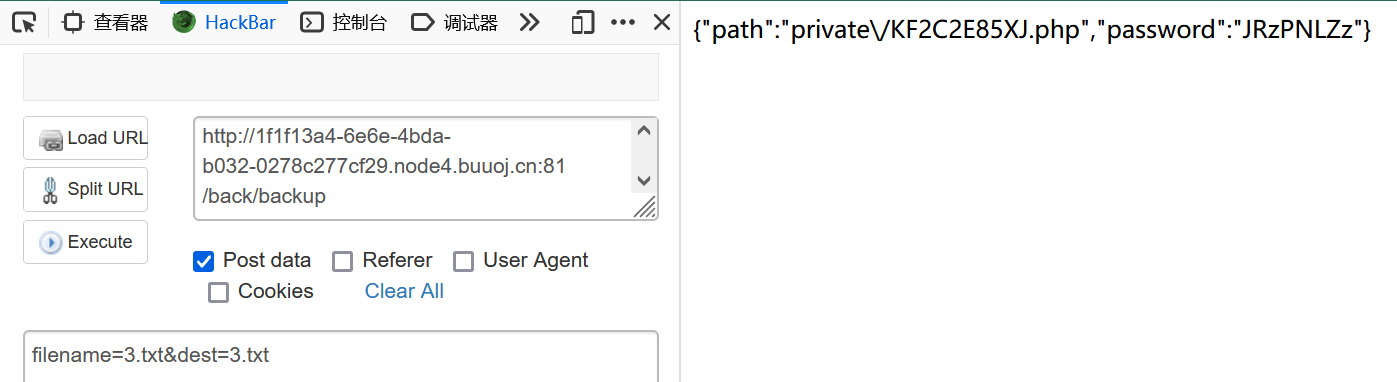 查看器 HackBar 控制台 调试器
Load URL
Split URL
Execute
http://1f1f13a4-6e6e-4bda-
b032-0278c277cf29.node4.buuoj.cn:81
/back/backup
Post data Referer User Agent
Cookies Clear All
filename=3.txt&dest=3.txt
{"path":"private\/KF2C2E85XJ.php","password":"JRzPNLZz"}